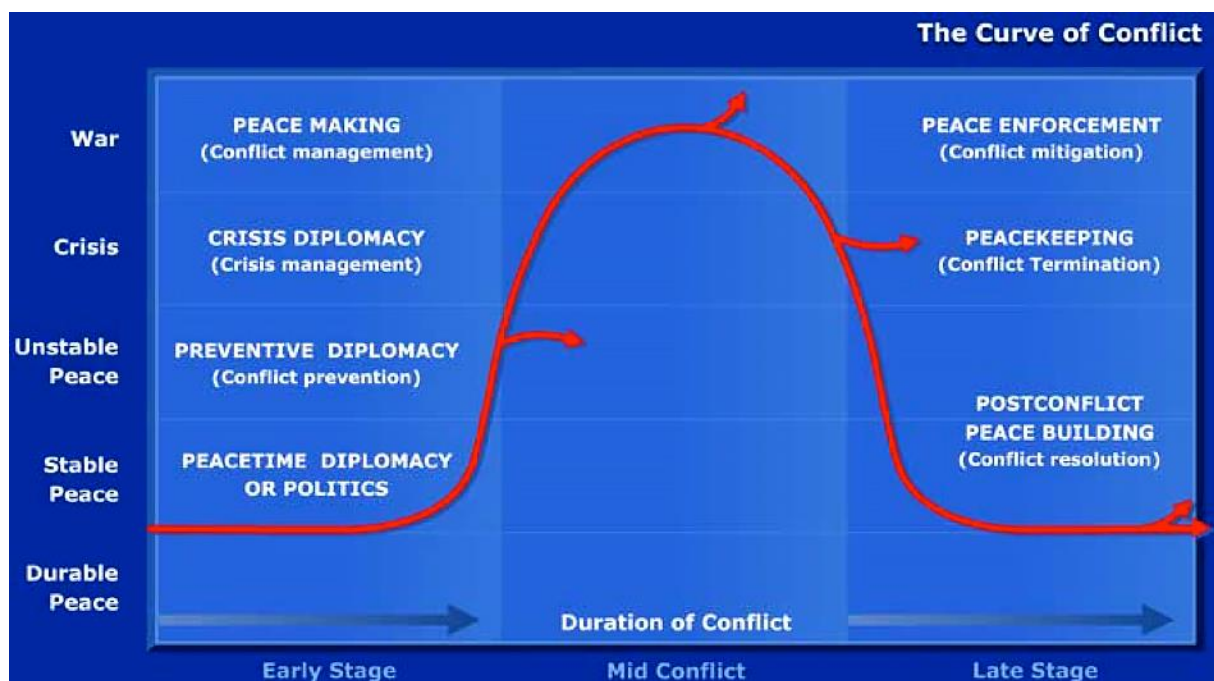 The Curve of Conflict
War
PEACE MAKING
(Conflict management)
PEACE ENFORCEMENT
(Conflict mitigation)
Crisis
CRISIS DIPLOMACY
(Crisis management)
PEACEKEEPING
(Conflict Termination)
Unstable
Peace
PREVENTIVE DIPLOMACY
(Conflict prevention)
POSTCONFLICT
PEACE BUILDING
(Conflict resolution)
Stable
Peace
PEACETIME DIPLOMACY
OR POLITICS
Durable
Peace
Duration of Conflict
Early Stage
Mid Conflict
Late Stage